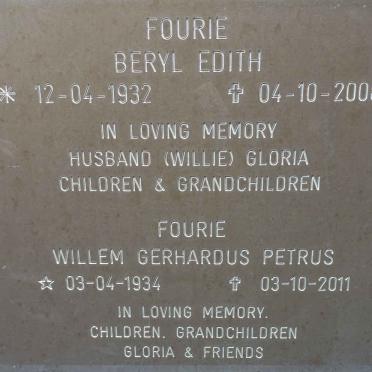 FOURIE
BERYL EDITH
* 12-04-1932 ✝ 04-10-200
IN LOVING MEMORY
HUSBAND (WILLIE) GLORIA
CHILDREN & GRANDCHILDREN
FOURIE
WILLEM GERHARDUS PETRUS
☆ 03-04-1934 ✝ 03-10-2011
IN LOVING MEMORY.
CHILDREN. GRANDCHILDREN
GLORIA & FRIENDS